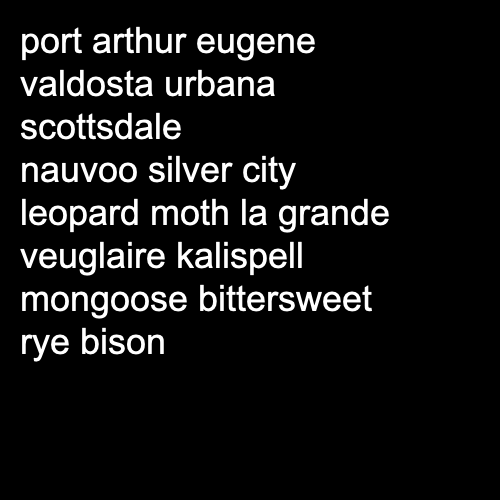 port arthur eugene
valdosta urbana
scottsdale
nauvoo silver city
leopard moth la grande
veuglaire kalispell
mongoose bittersweet
rye bison